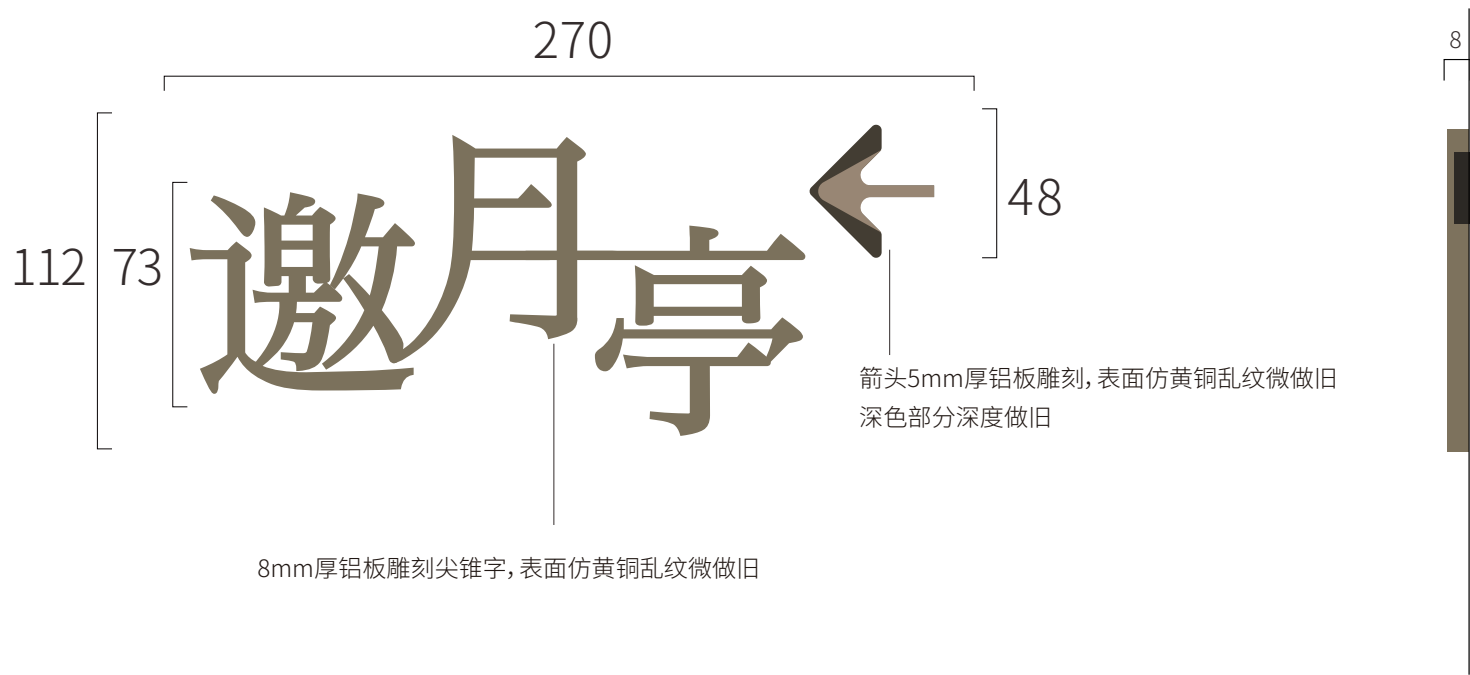 270
8
邀月亭
48
112
73
箭头5mm厚铝板雕刻，表面仿黄铜乱纹微做旧
深色部分深度做旧
8mm厚铝板雕刻尖锥字，表面仿黄铜乱纹微做旧